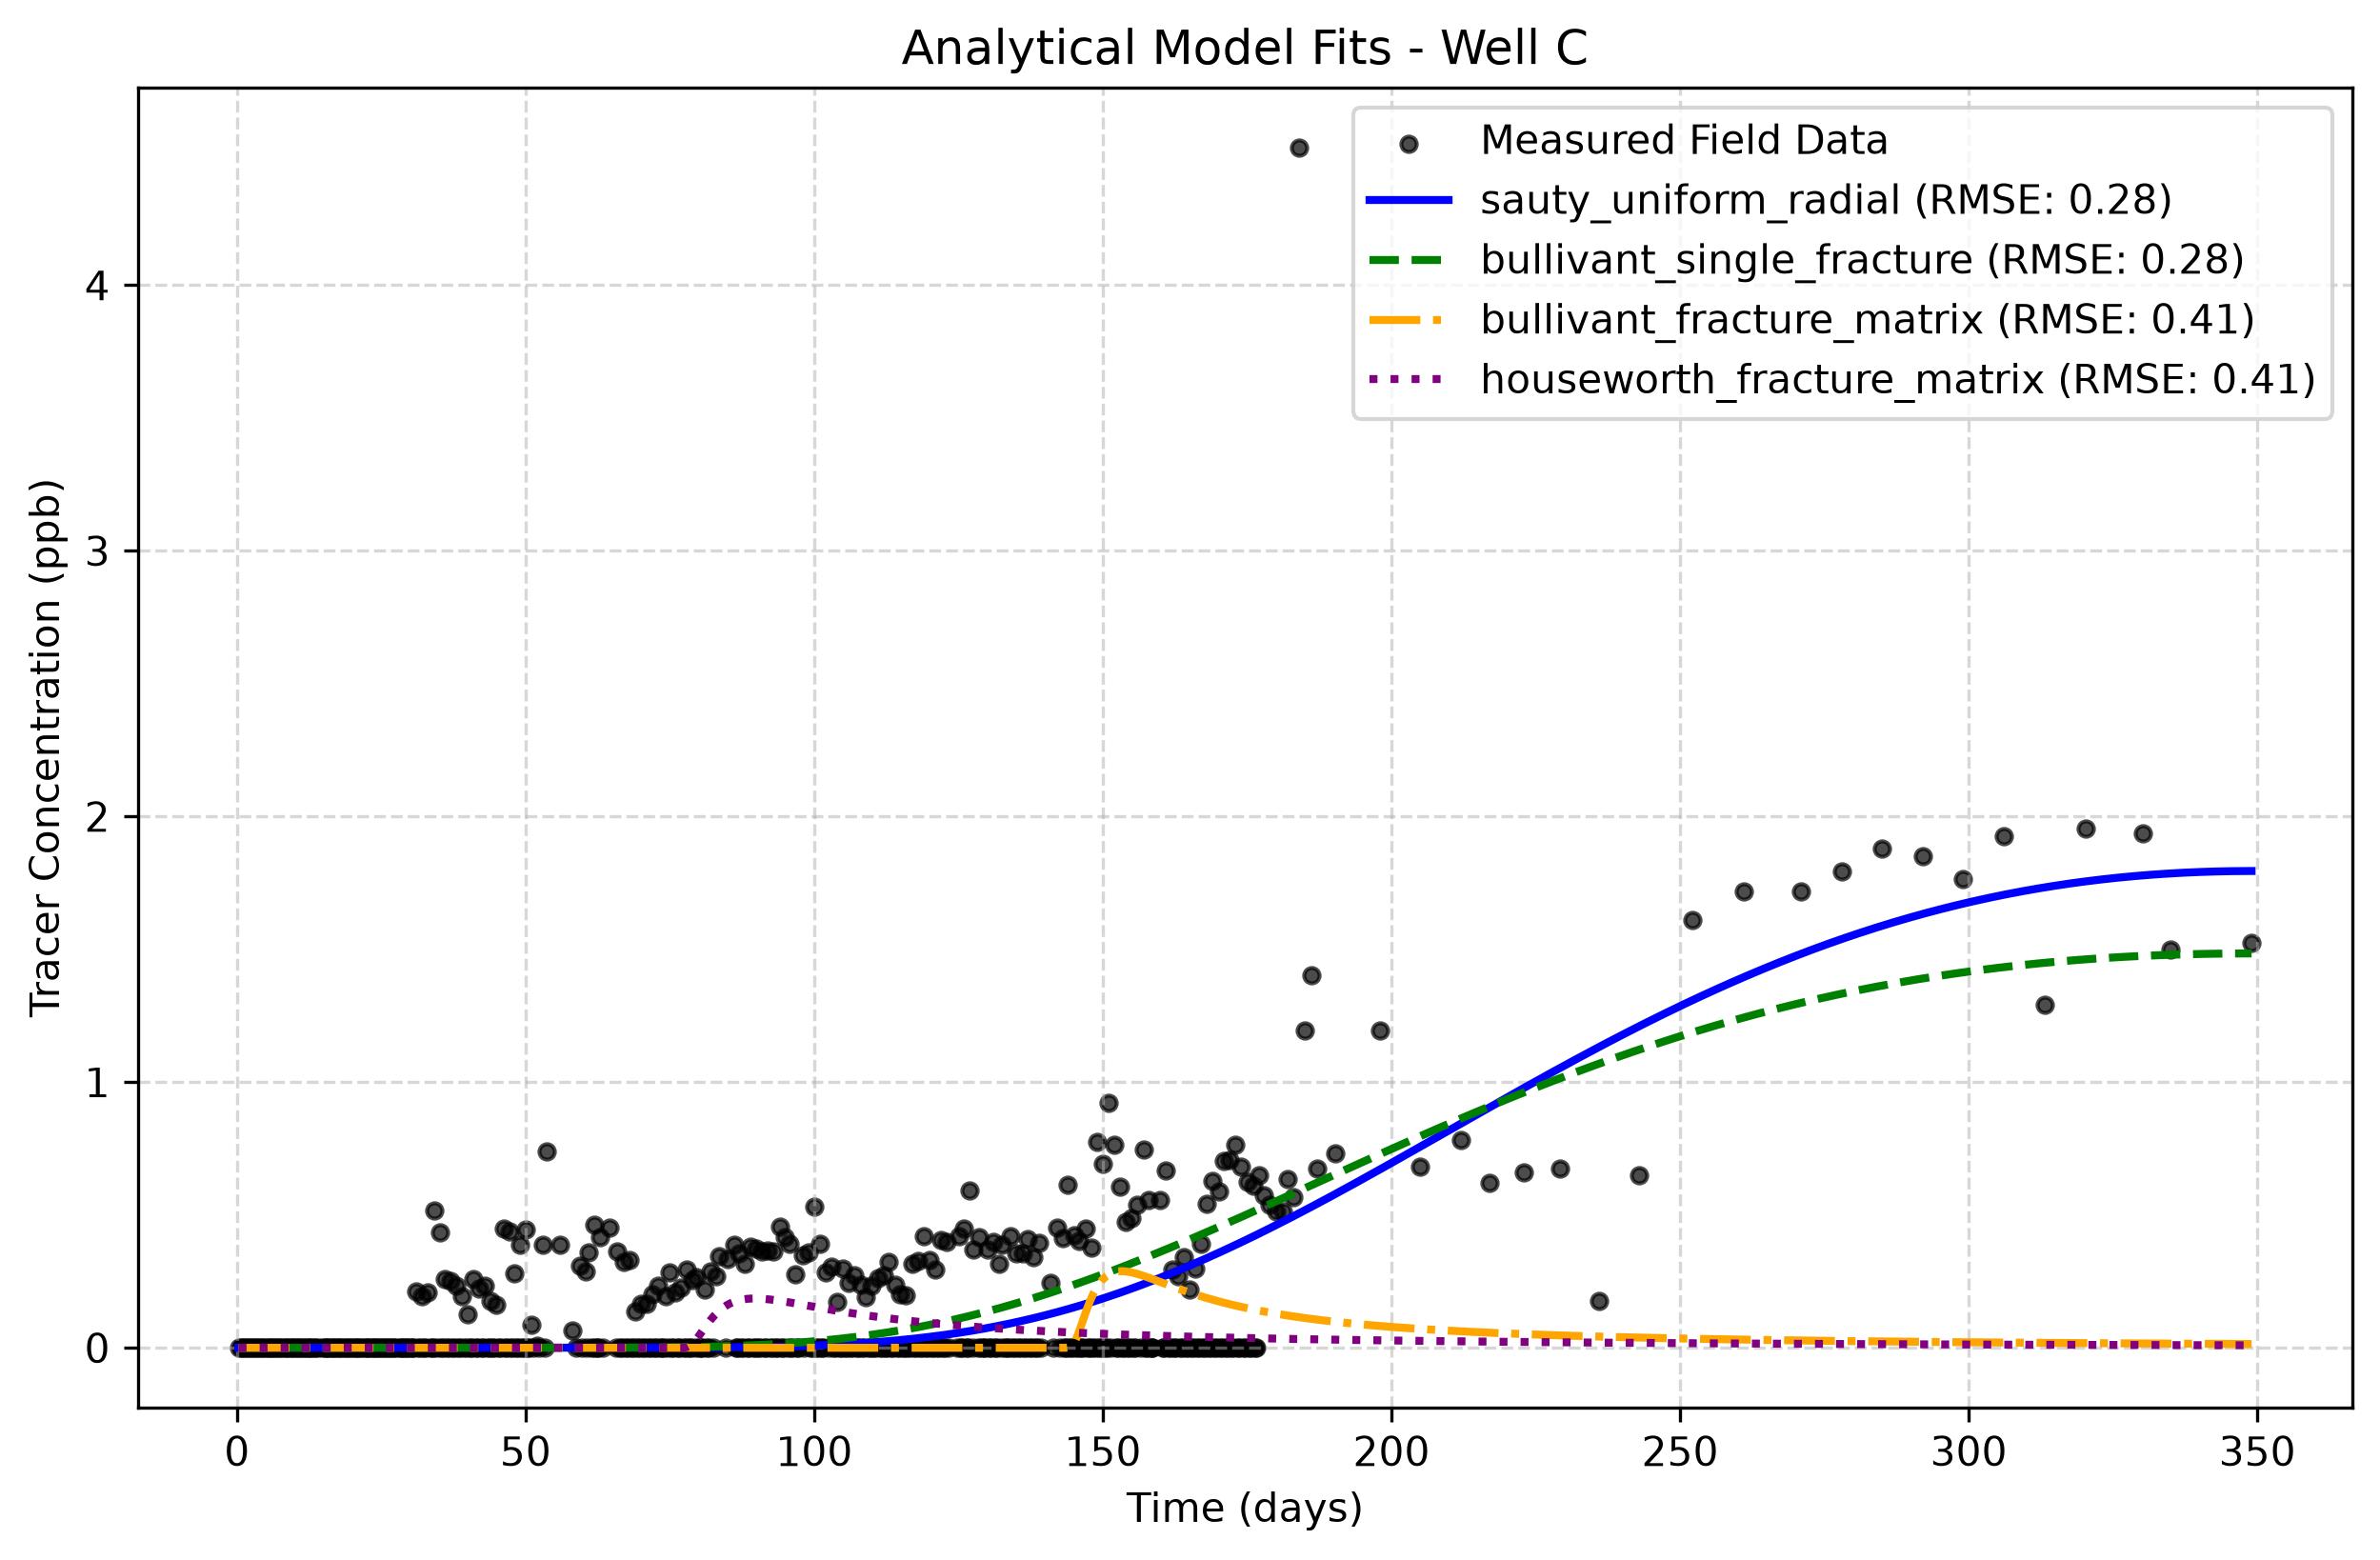 Analytical Model Fits - Well C
Measured Field Data
sauty_uniform_radial (RMSE: 0.28)
bullivant_single_fracture (RMSE: 0.28)
bullivant_fracture_matrix (RMSE: 0.41)
houseworth_fracture_matrix (RMSE: 0.41)
Tracer Concentration (ppb)
4
3
2
1
0
0 50 100 150 200 250 300 350
Time (days)